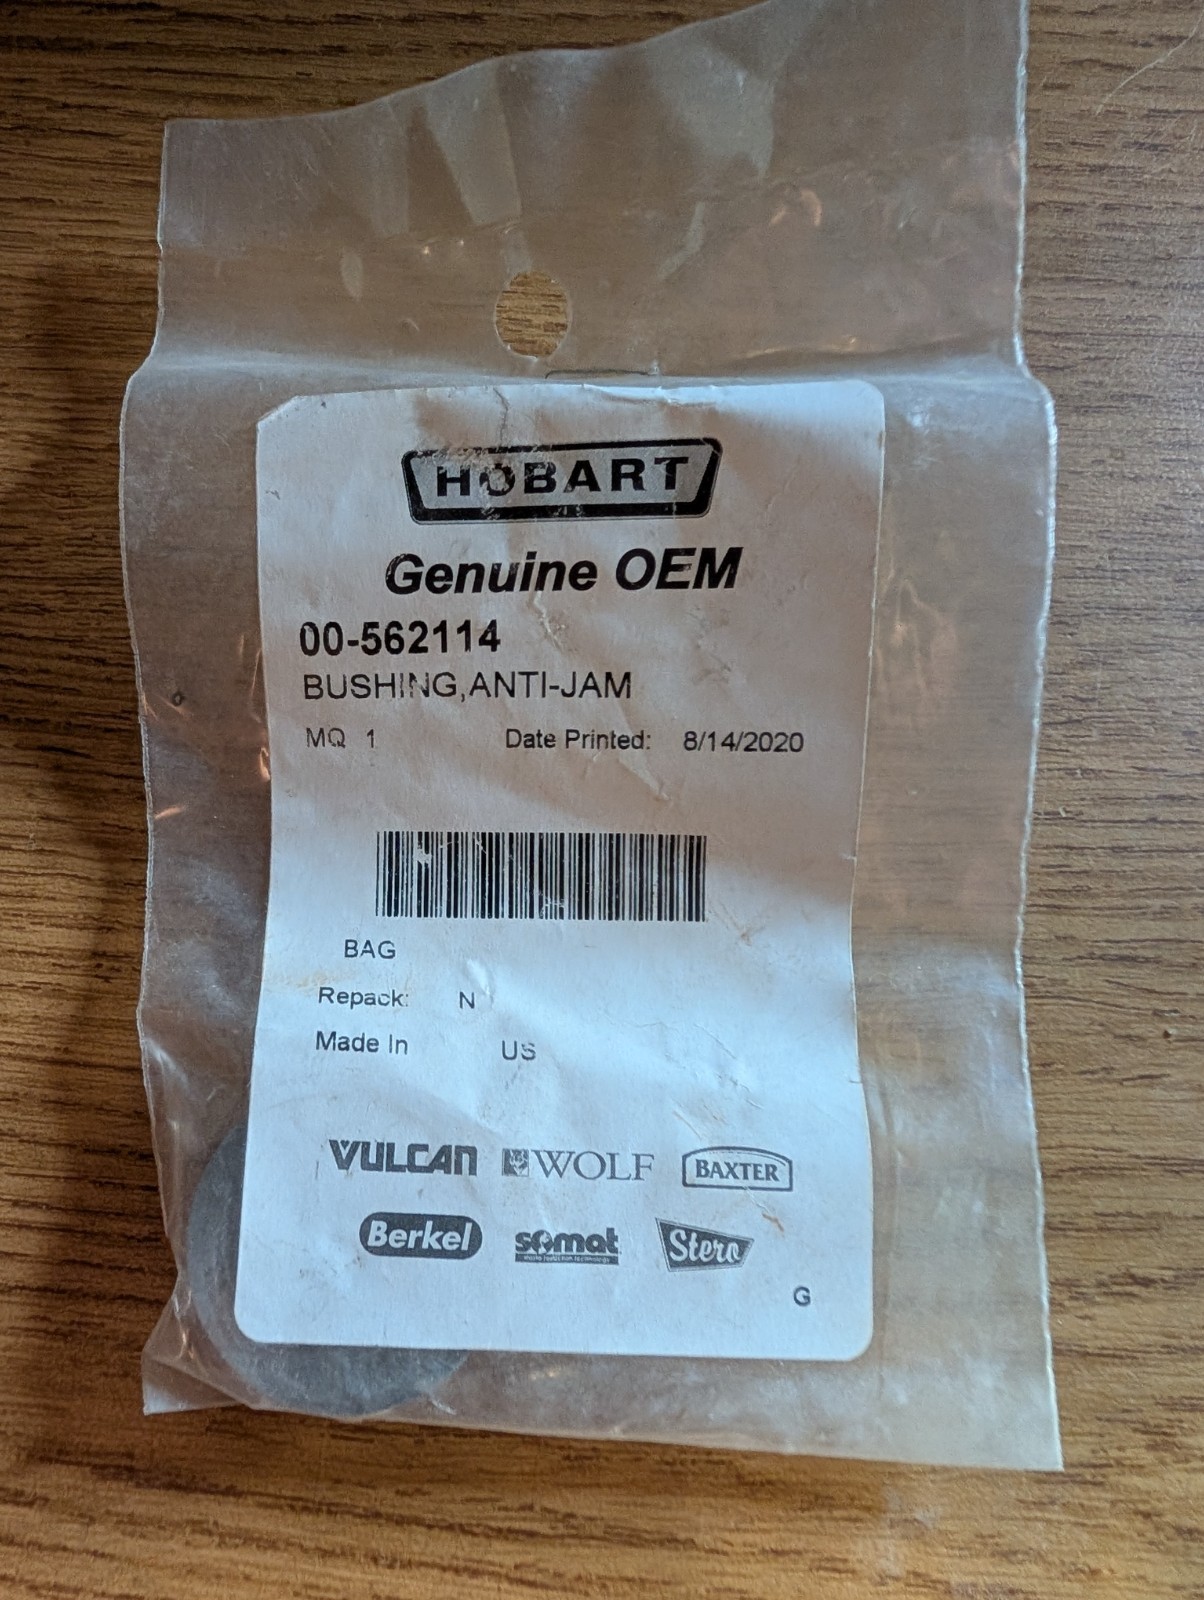 HOBART
Genuine OEM
00-562114
BUSHING,ANTI-JAM
MQ 1 Date Printed: 8/14/2020
BAG
Repack: N
Made In US
VULCAN WOLF BAXTER
Berkel somat Stero
G